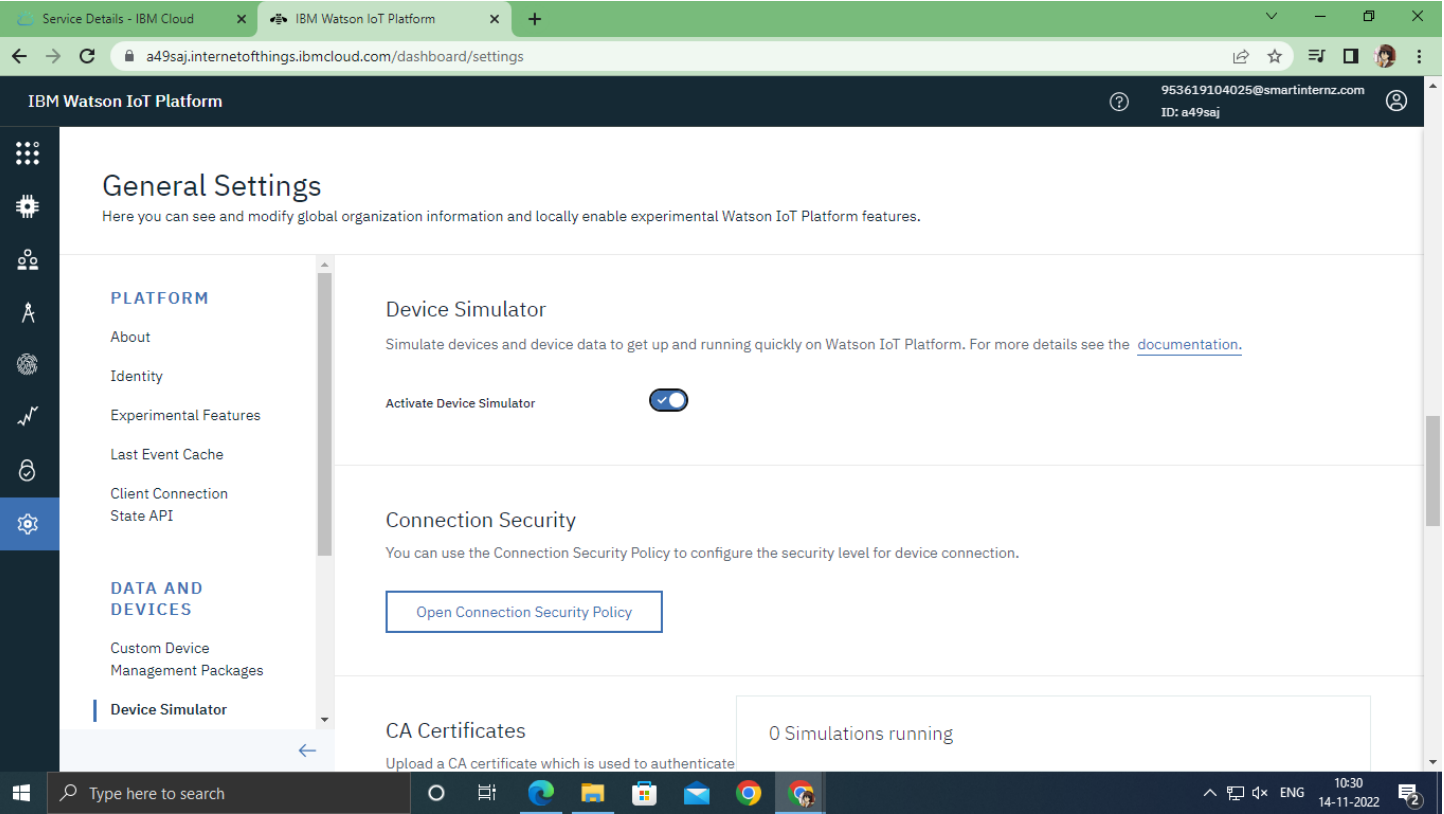 Service Details - IBM Cloud
IBM Watson IoT Platform
a49saj.internetofthings.ibmcloud.com/dashboard/settings
IBM Watson IoT Platform
953619104025@smartinternz.com
ID: a49saj
General Settings
Here you can see and modify global organization information and locally enable experimental Watson IoT Platform features.
PLATFORM
About
Identity
Experimental Features
Last Event Cache
Client Connection
State API
DATA AND
DEVICES
Custom Device
Management Packages
Device Simulator
Device Simulator
Simulate devices and device data to get up and running quickly on Watson IoT Platform. For more details see the documentation.
Activate Device Simulator
Connection Security
You can use the Connection Security Policy to configure the security level for device connection.
Open Connection Security Policy
CA Certificates
Upload a CA certificate which is used to authenticate
0 Simulations running
Type here to search
ENG
10:30
14-11-2022
2